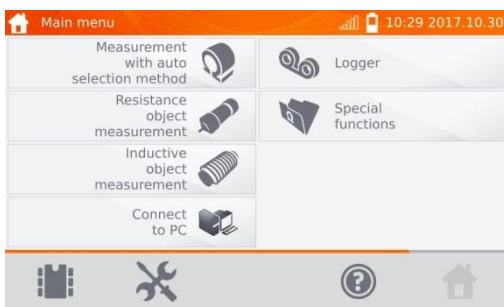 Main menu
10:29 2017.10.30
Measurement
with auto
selection method
Logger
Resistance
object
measurement
Special
functions
Inductive
object
measurement
Connect
to PC